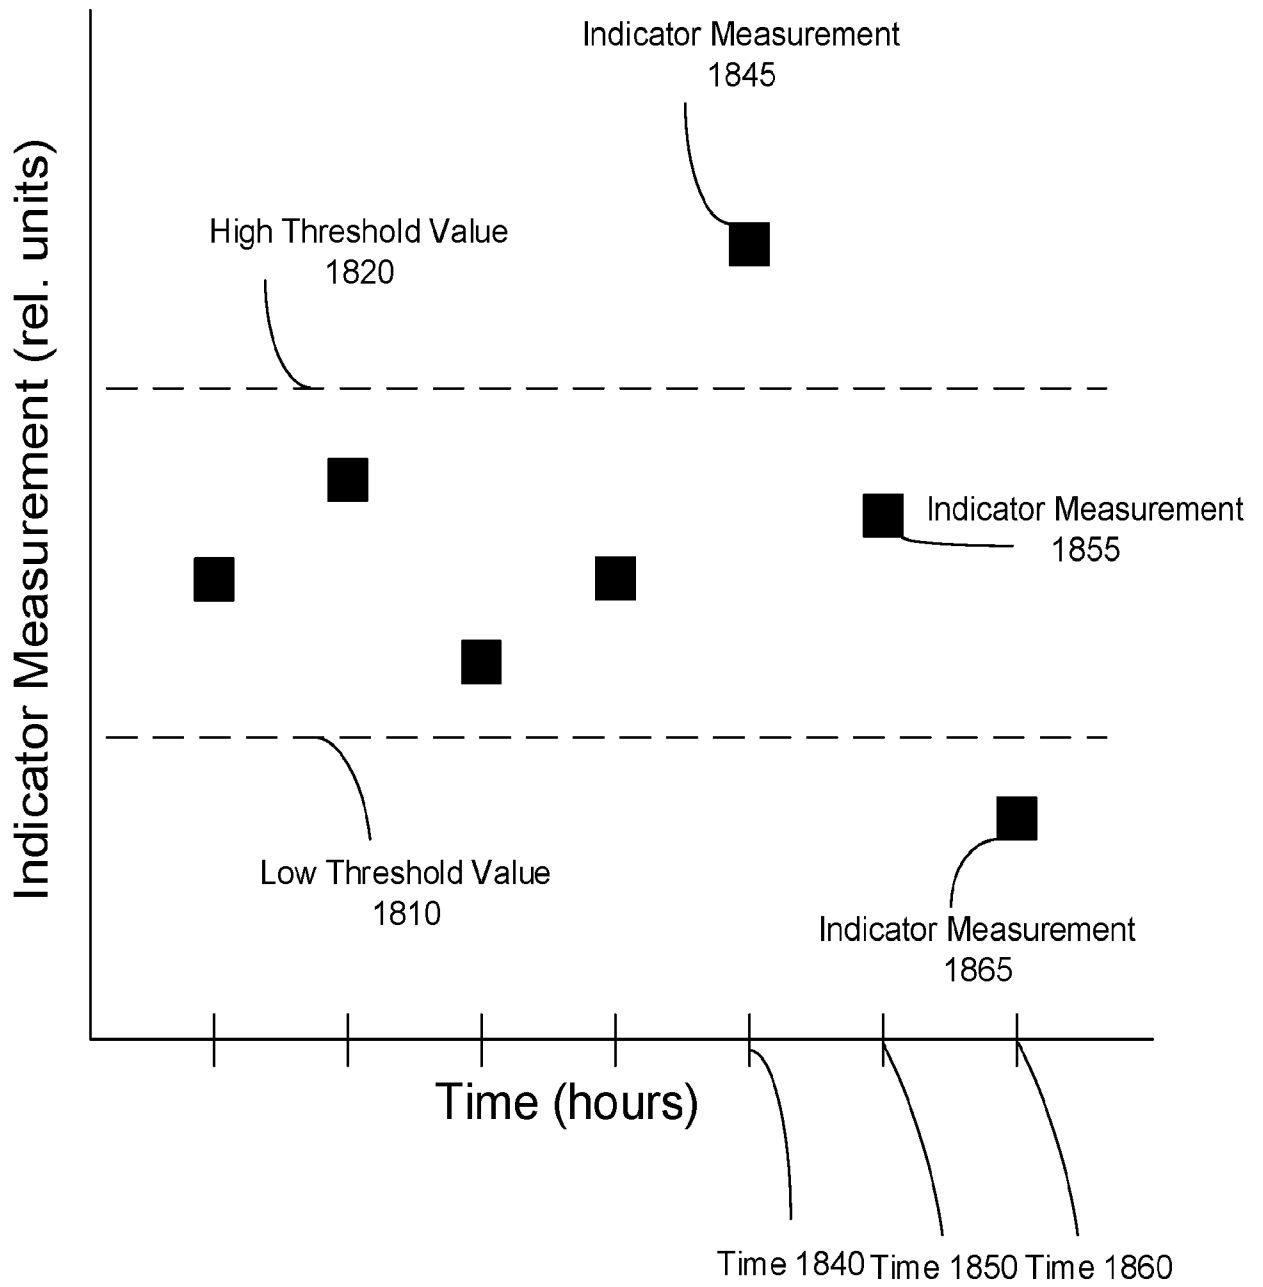 Indicator Measurement
1845
High Threshold Value
1820
Indicator Measurement (rel. units)
Indicator Measurement
1855
Low Threshold Value
1810
Indicator Measurement
1865
Time (hours)
Time 1840
Time 1850
Time 1860